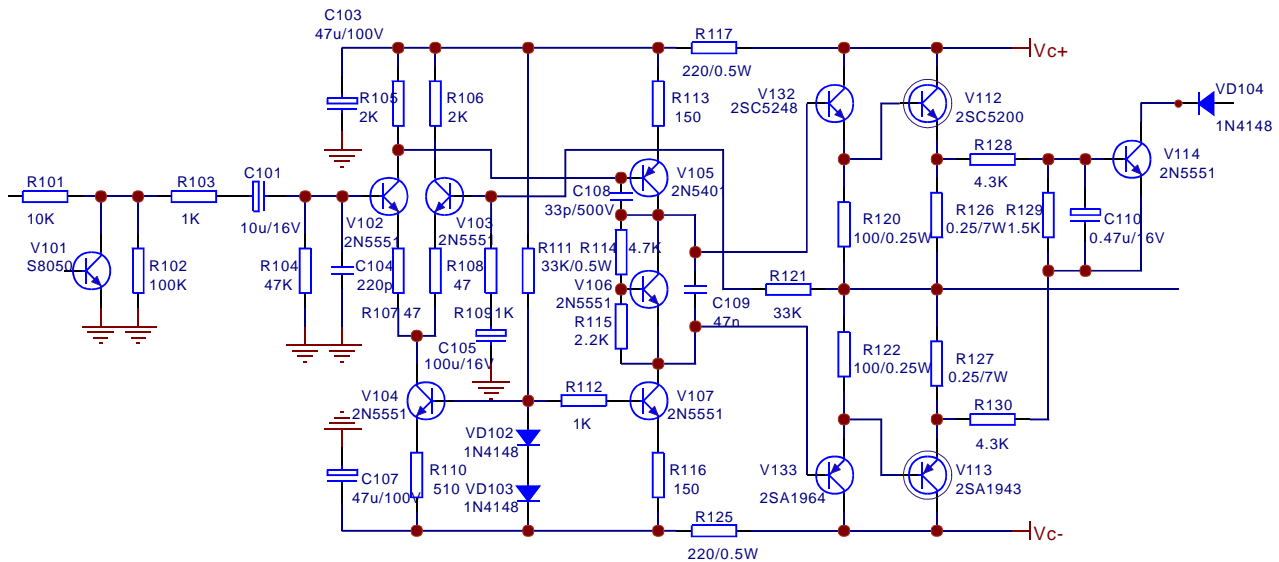 C103
47u/100V
R117
220/0.5W
Vc+
R105
2K
R106
2K
R113
150
V132
2SC5248
V112
2SC5200
VD104
1N4148
R128
4.3K
V114
2N5551
R101
10K
R103
1K
C101
10u/16V
V105
2N5401
C108
33p/500V
V102
2N5551
V103
2N5551
R120
100/0.25W
R126
0.25/7W
R129
1.5K
C110
0.47u/16V
V101
S8050
R102
100K
R104
47K
C104
220p
R108
47
R111
33K/0.5W
R114
4.7K
V106
2N5551
R121
33K
C109
47n
R107
47
R109
1K
R115
2.2K
C105
100u/16V
R122
100/0.25W
R127
0.25/7W
V104
2N5551
R112
1K
V107
2N5551
R130
4.3K
VD102
1N4148
C107
47u/100V
R110
510
VD103
1N4148
R116
150
V133
2SA1964
V113
2SA1943
R125
220/0.5W
Vc-